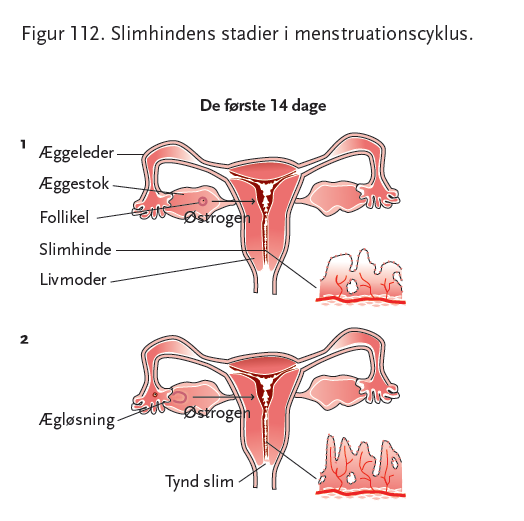 Figur 112. Slimhindens stadier i menstruationscyklus.
De første 14 dage
1
Æggeleder
Æggestok
Follikel
Østrogen
Slimhinde
Livmoder
2
Østrogen
Ægløsning
Tynd slim